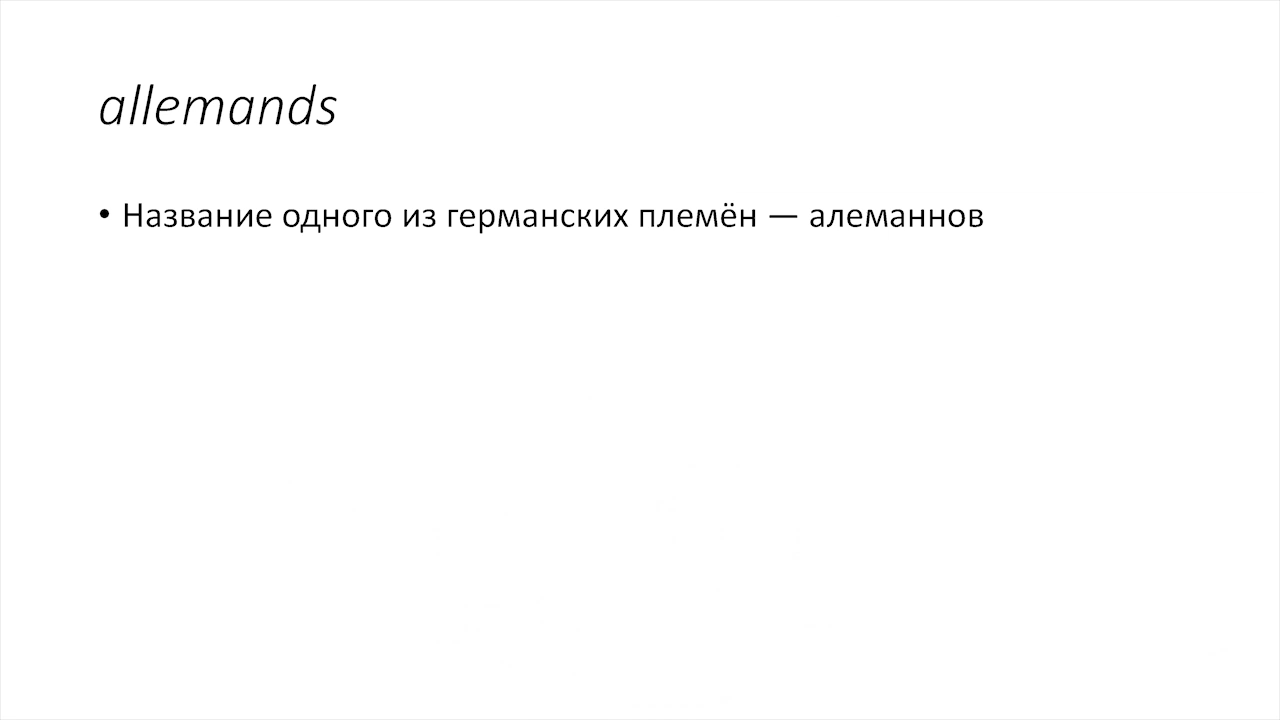 allemands
• Название одного из германских племён — алеманнов